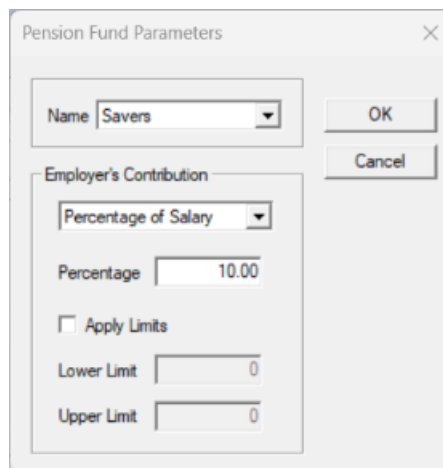 Pension Fund Parameters
Name Savers
OK
Cancel
Employer's Contribution
Percentage of Salary
Percentage 10.00
Apply Limits
Lower Limit 0
Upper Limit 0